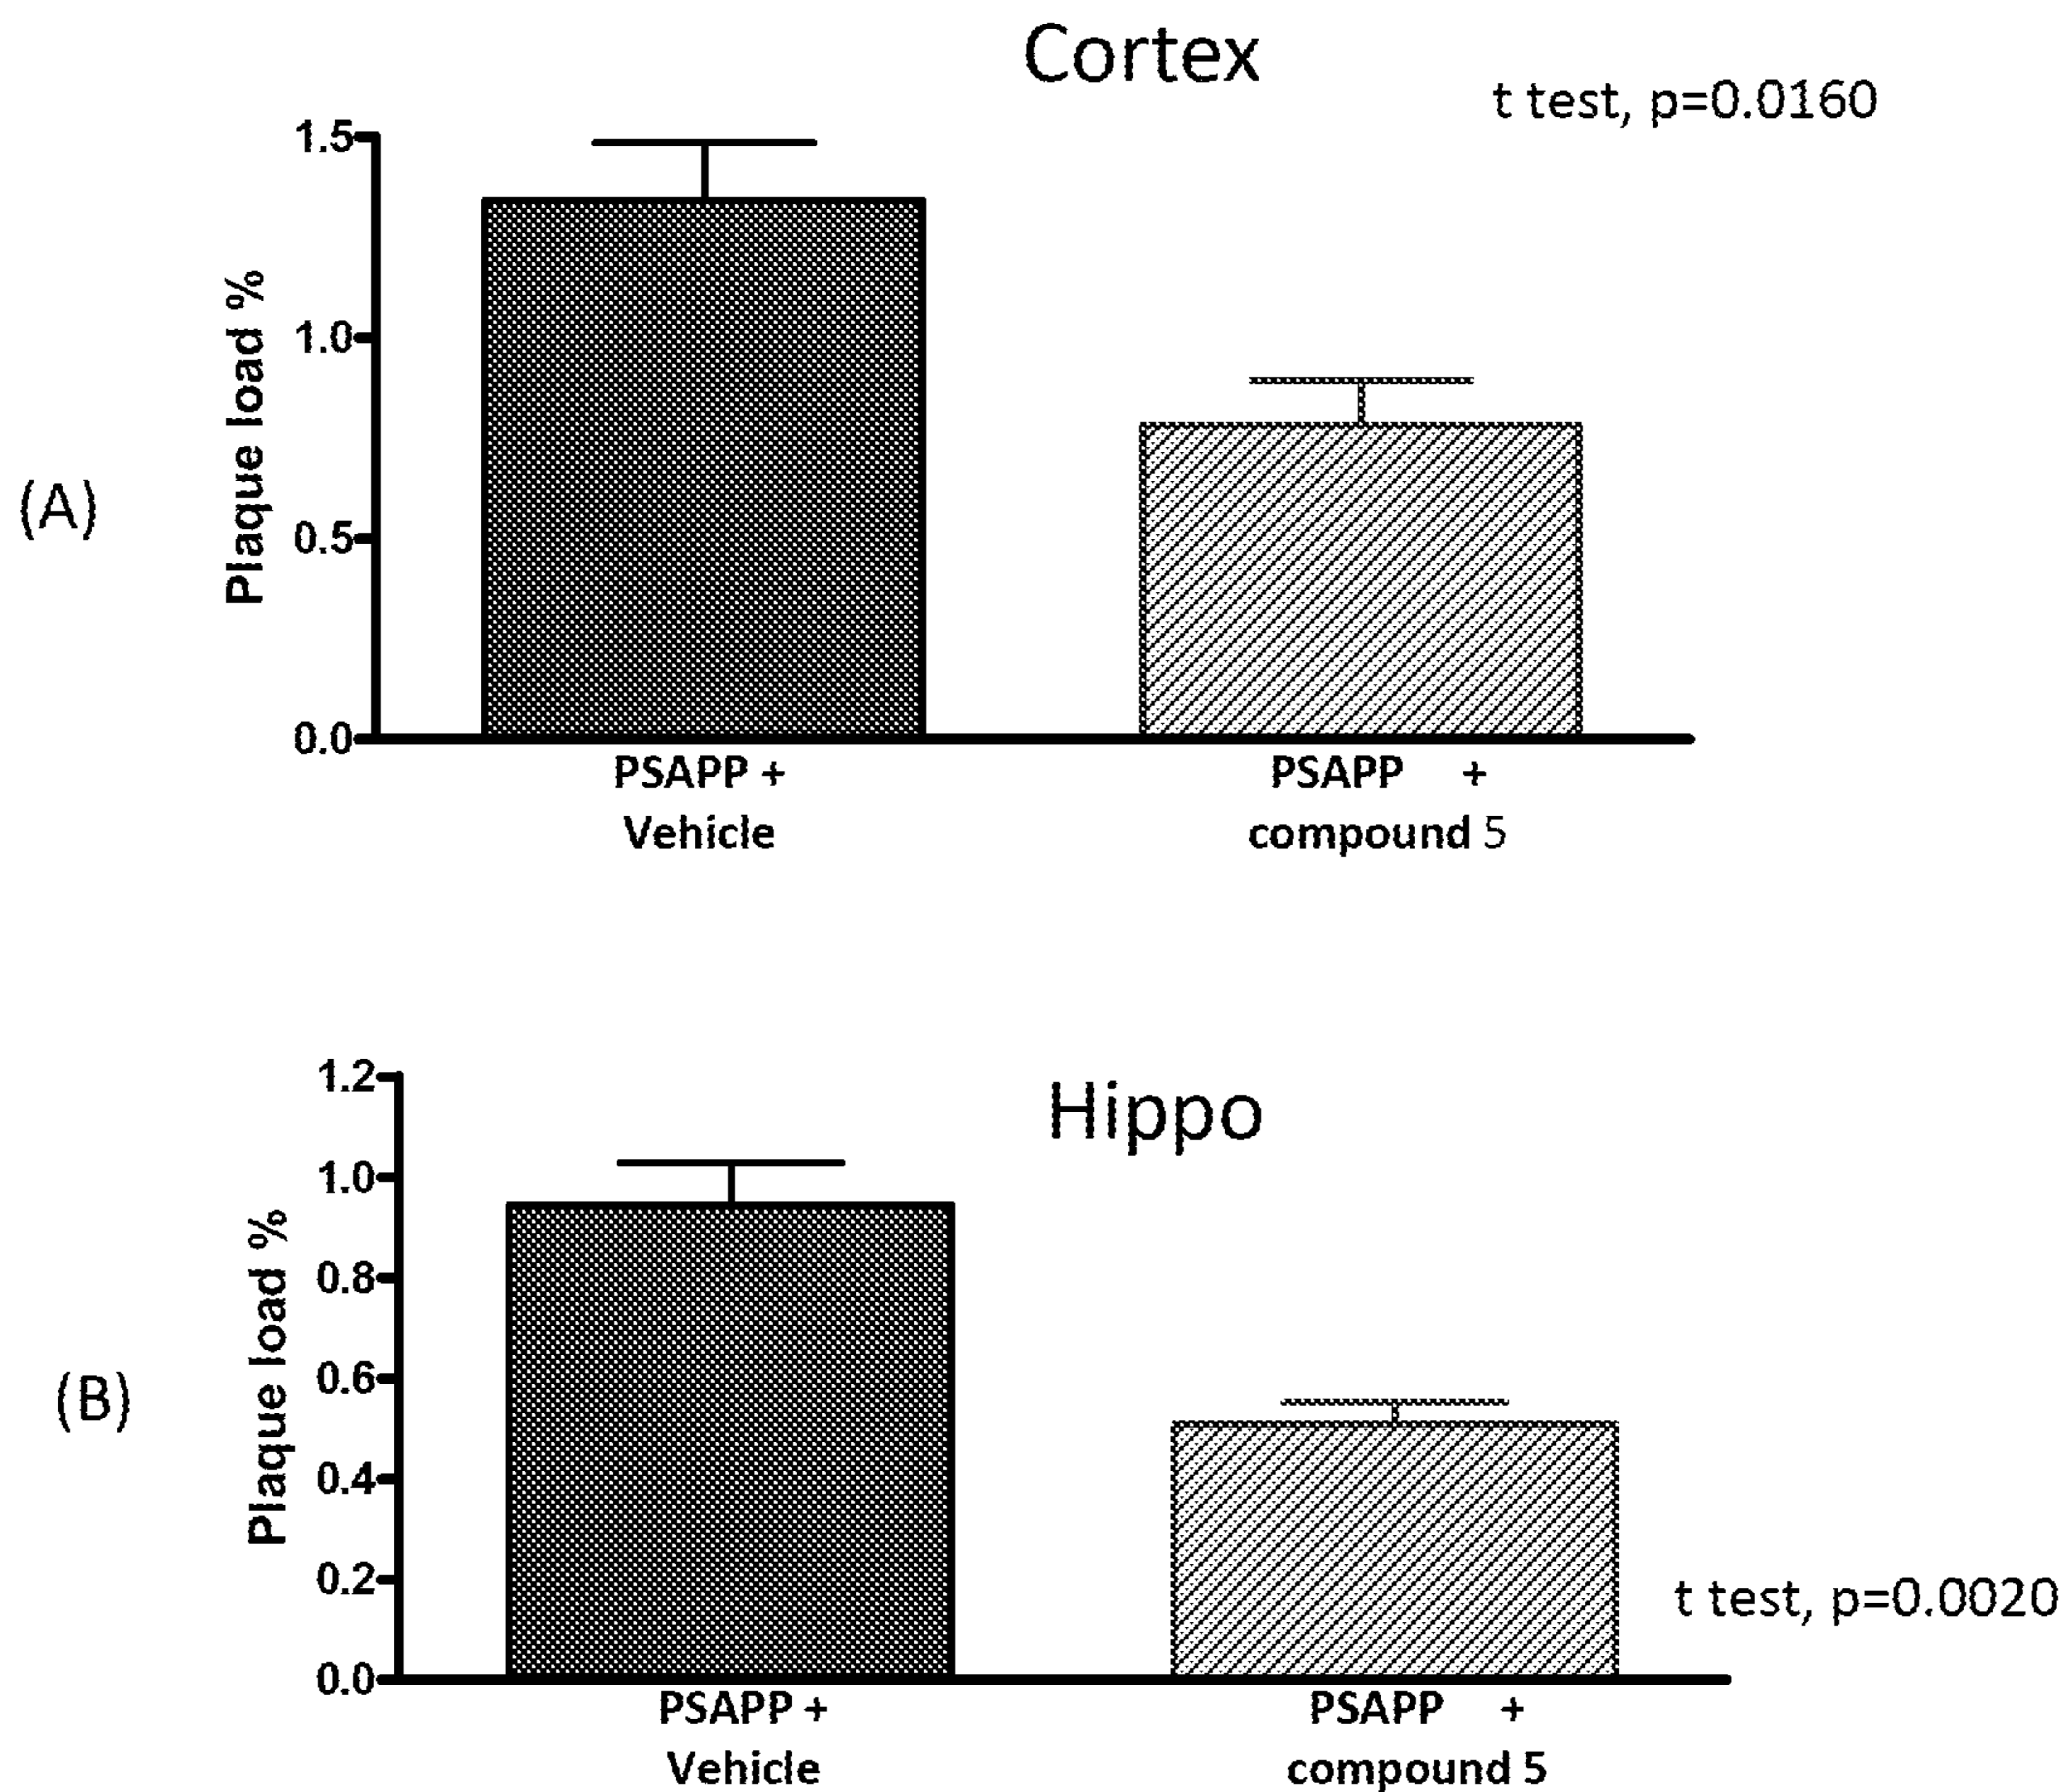 Cortex
t test, p=0.0160
(A)
Plaque load %
1.5
1.0
0.5
0.0
PSAPP +
Vehicle
PSAPP +
compound 5
Hippo
(B)
Plaque load %
1.2
1.0
0.8
0.6
0.4
0.2
0.0
t test, p=0.0020
PSAPP +
Vehicle
PSAPP +
compound 5